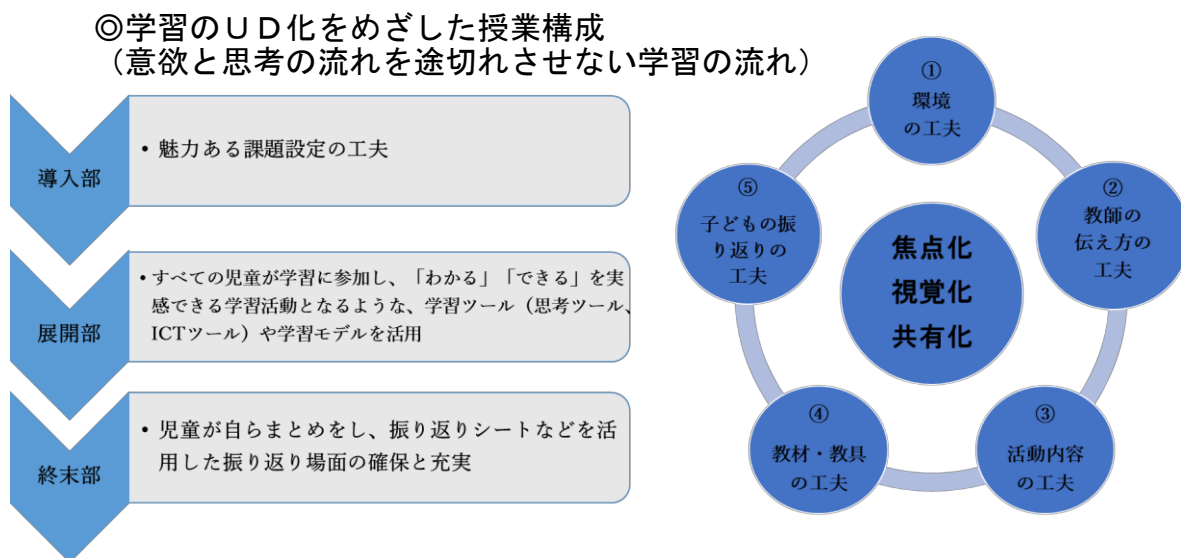 ◎学習のＵＤ化をめざした授業構成
（意欲と思考の流れを途切れさせない学習の流れ）
導入部
• 魅力ある課題設定の工夫
展開部
• すべての児童が学習に参加し、「わかる」「できる」を実
感できる学習活動となるような、学習ツール（思考ツール、
ICTツール）や学習モデルを活用
終末部
• 児童が自らまとめをし、振り返りシートなどを活
用した振り返り場面の確保と充実
①
環境
の工夫
②
教師の
伝え方の
工夫
③
活動内容
の工夫
④
教材・教具
の工夫
⑤
子どもの振
り返りの
工夫
焦点化
視覚化
共有化